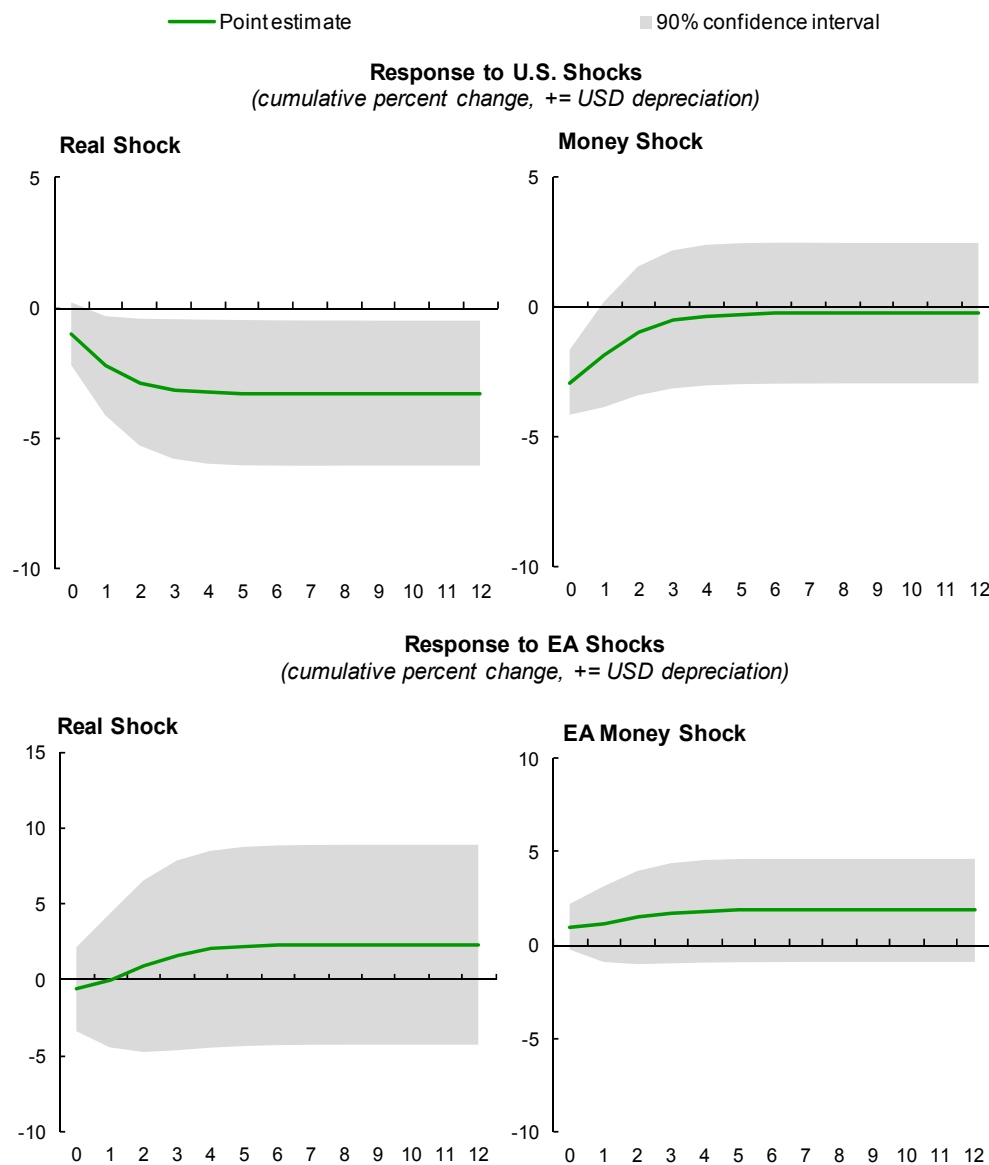 Point estimate 90% confidence interval
Response to U.S. Shocks
(cumulative percent change, += USD depreciation)
Real Shock
5
0
-5
-10
0 1 2 3 4 5 6 7 8 9 10 11 12
Money Shock
5
0
-5
-10
0 1 2 3 4 5 6 7 8 9 10 11 12
Response to EA Shocks
(cumulative percent change, += USD depreciation)
Real Shock
15
10
5
0
-5
-10
0 1 2 3 4 5 6 7 8 9 10 11 12
EA Money Shock
10
5
0
-5
-10
0 1 2 3 4 5 6 7 8 9 10 11 12